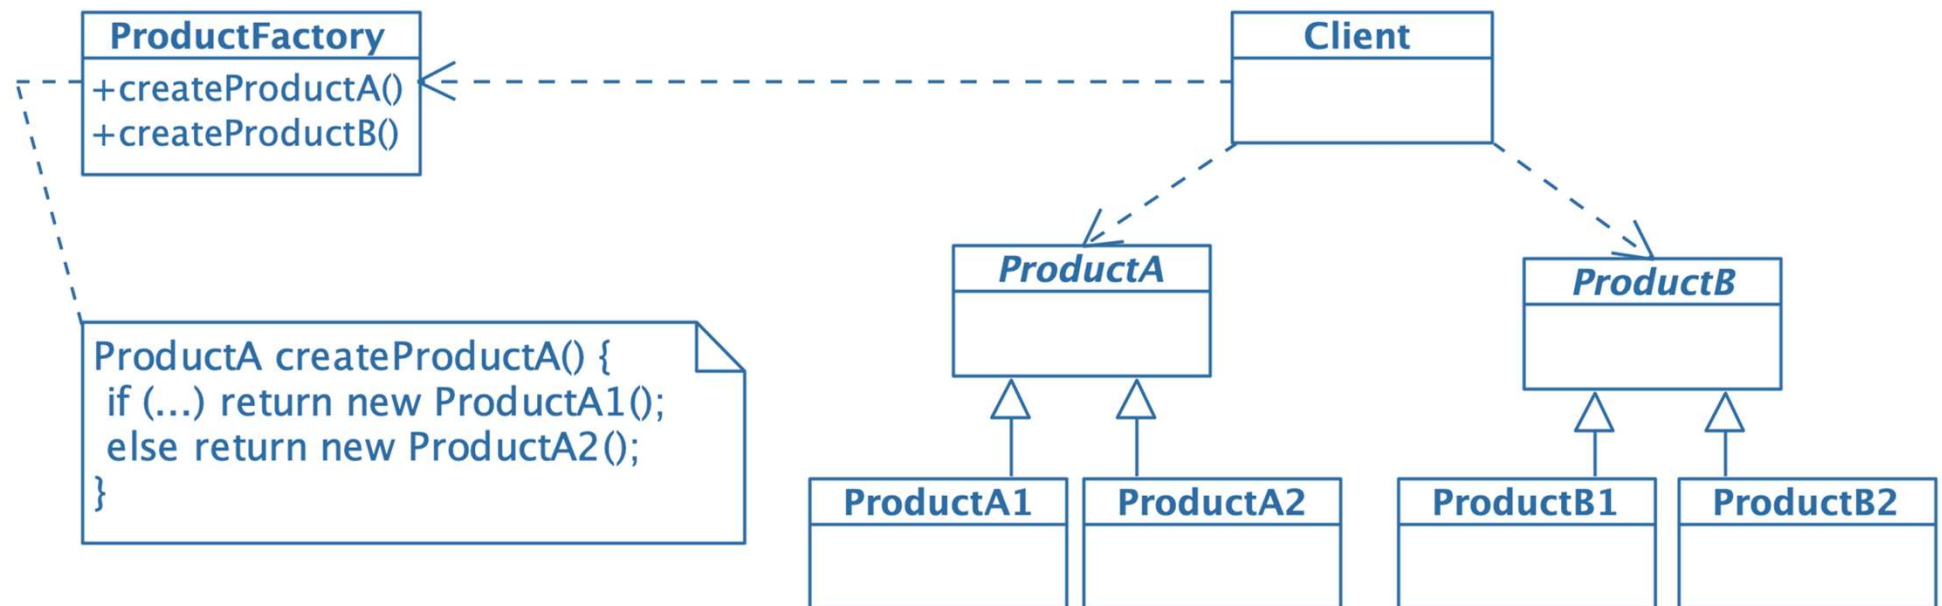 ProductFactory
+createProductA()
+createProductB()
Client
ProductA
ProductB
ProductA createProductA() {
if (...) return new ProductA1();
else return new ProductA2();
}
ProductA1
ProductA2
ProductB1
ProductB2